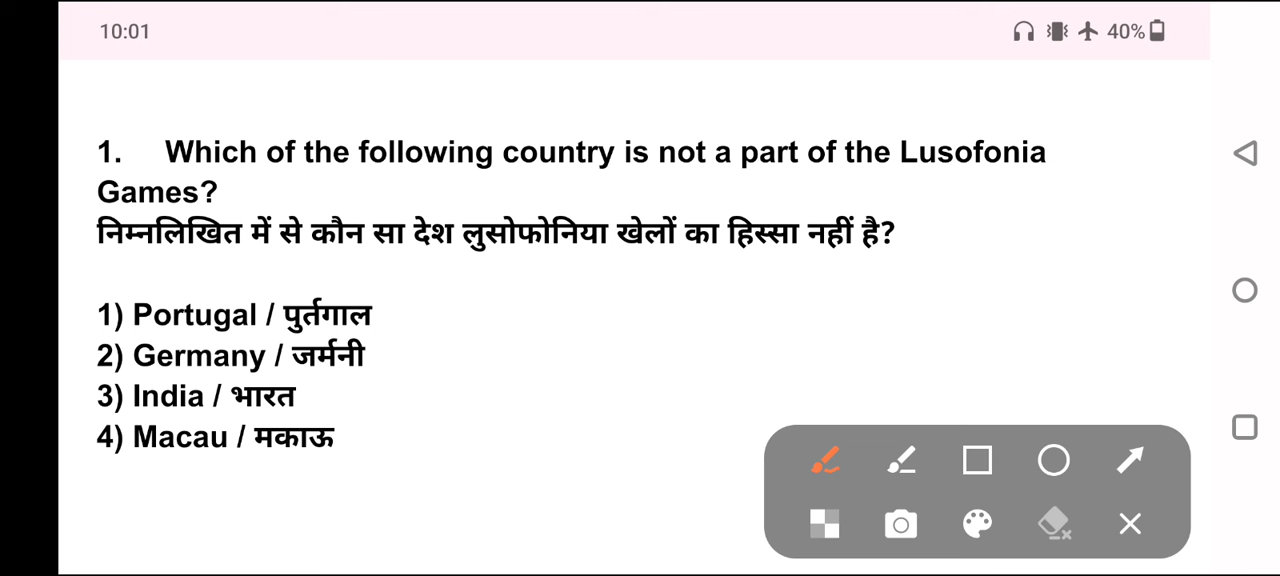 10:01
40%
1. Which of the following country is not a part of the Lusofonia
Games?
निम्नलिखित में से कौन सा देश लुसोफोनिया खेलों का हिस्सा नहीं है?
1) Portugal / पुर्तगाल
2) Germany / जर्मनी
3) India / भारत
4) Macau / मकाऊ